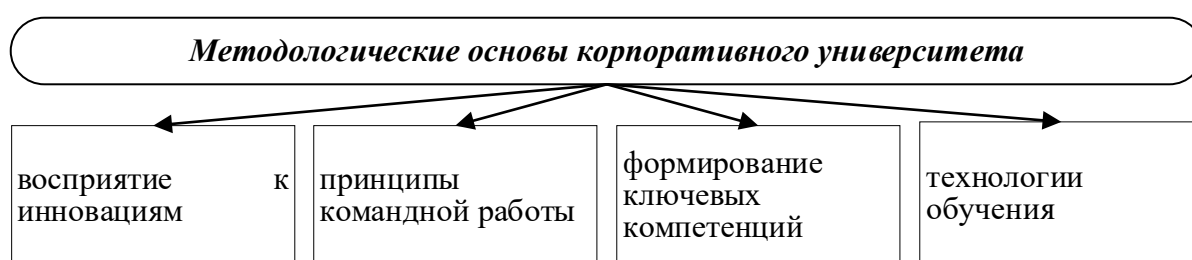 Методологические основы корпоративного университета
восприятие к
инновациям
принципы
командной работы
формирование
ключевых
компетенций
технологии
обучения